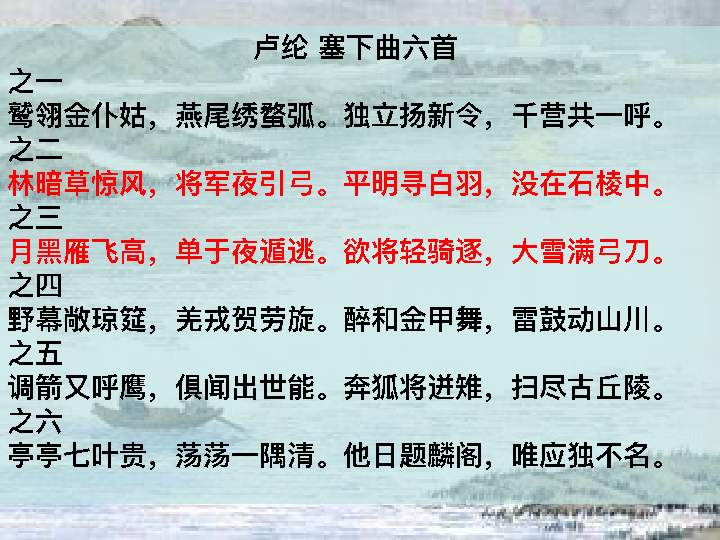 卢纶 塞下曲六首
之一
鹫翎金仆姑，燕尾绣蝥弧。独立扬新令，千营共一呼。
之二
林暗草惊风，将军夜引弓。平明寻白羽，没在石棱中。
之三
月黑雁飞高，单于夜遁逃。欲将轻骑逐，大雪满弓刀。
之四
野幕敞琼筵，羌戎贺劳旋。醉和金甲舞，雷鼓动山川。
之五
调箭又呼鹰，俱闻出世能。奔狐将迸雉，扫尽古丘陵。
之六
亭亭七叶贵，荡荡一隅清。他日题麟阁，唯应独不名。